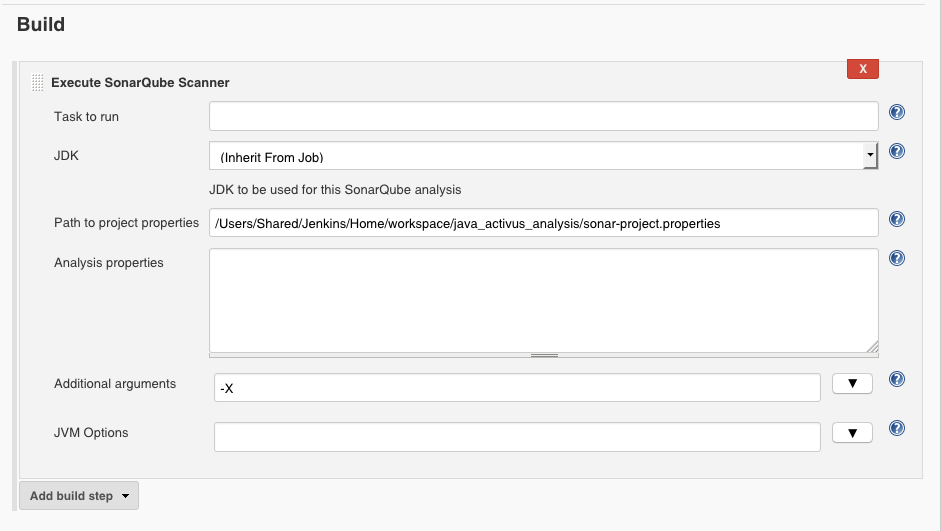 Build
X
Execute SonarQube Scanner
Task to run
JDK
(Inherit From Job)
JDK to be used for this SonarQube analysis
Path to project properties
/Users/Shared/Jenkins/Home/workspace/java_activus_analysis/sonar-project.properties
Analysis properties
Additional arguments
-X
JVM Options
Add build step